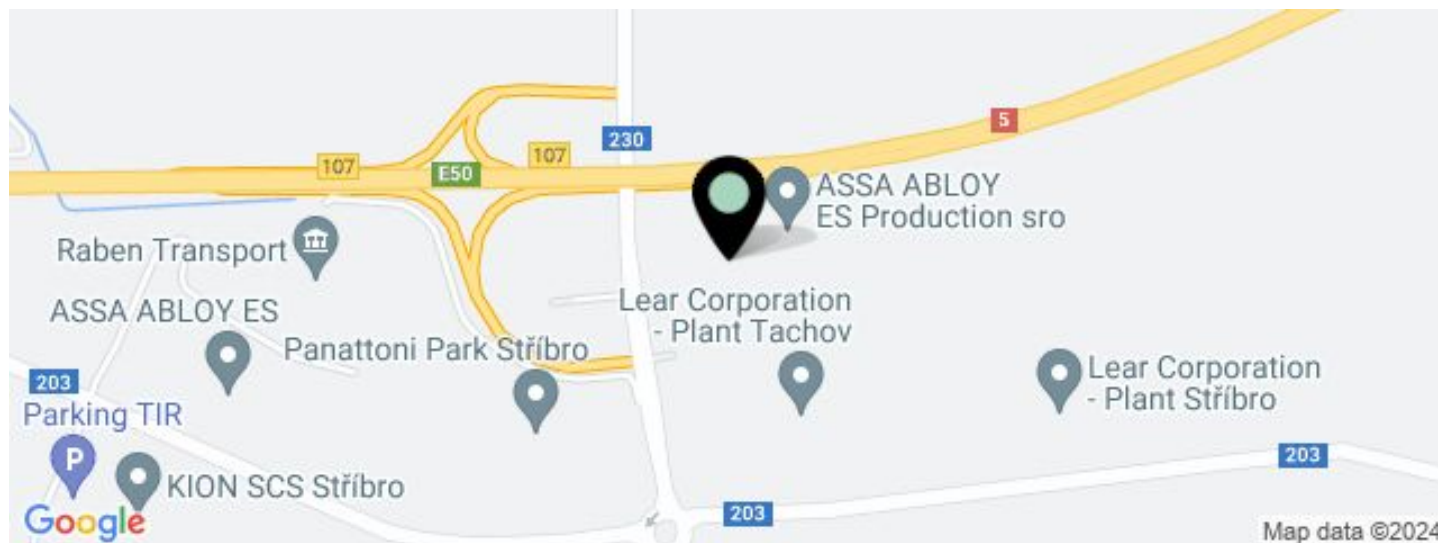 5
230
107
107
E50
ASSA ABLOY
ES Production sro
Raben Transport
Lear Corporation
- Plant Tachov
ASSA ABLOY ES
Panattoni Park Stříbro
Lear Corporation
- Plant Stříbro
203
Parking TIR
P
203
KION SCS Stříbro
203
Google
Map data ©2024